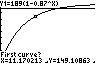 Y1=189(1-0.87^X)
First curve?
X=11.170213 Y=149.10863